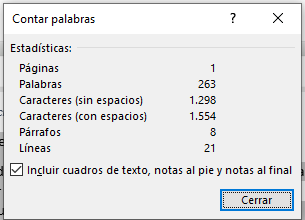 Contar palabras ?
Estadísticas:
Páginas 1
Palabras 263
Caracteres (sin espacios) 1.298
Caracteres (con espacios) 1.554
Párrafos 8
Líneas 21
Incluir cuadros de texto, notas al pie y notas al final
Cerrar